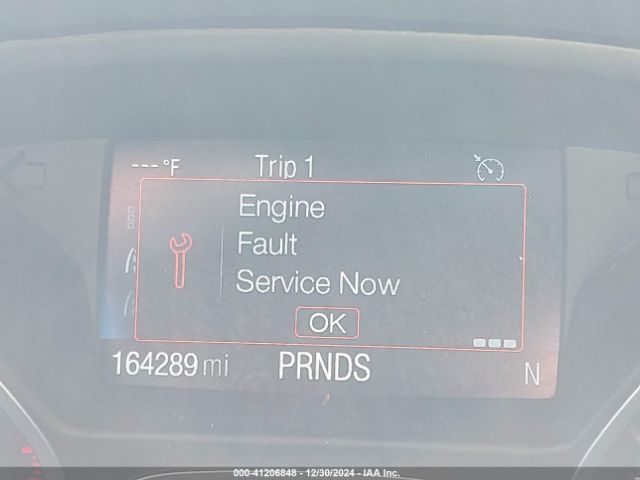 --- °F Trip 1
Engine
Fault
Service Now
OK
164289 mi PRNDS N
000-41206848 - 12/30/2024 - IAA Inc.